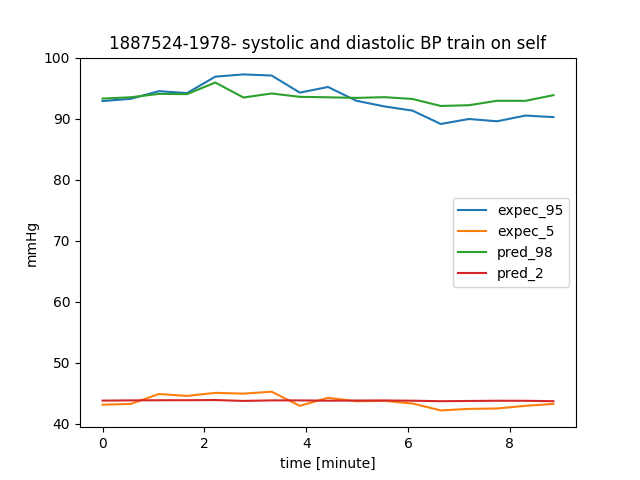 1887524-1978- systolic and diastolic BP train on self
100
90
80
70
60
50
40
mmHg
expec_95
expec_5
pred_98
pred_2
0 2 4 6 8
time [minute]